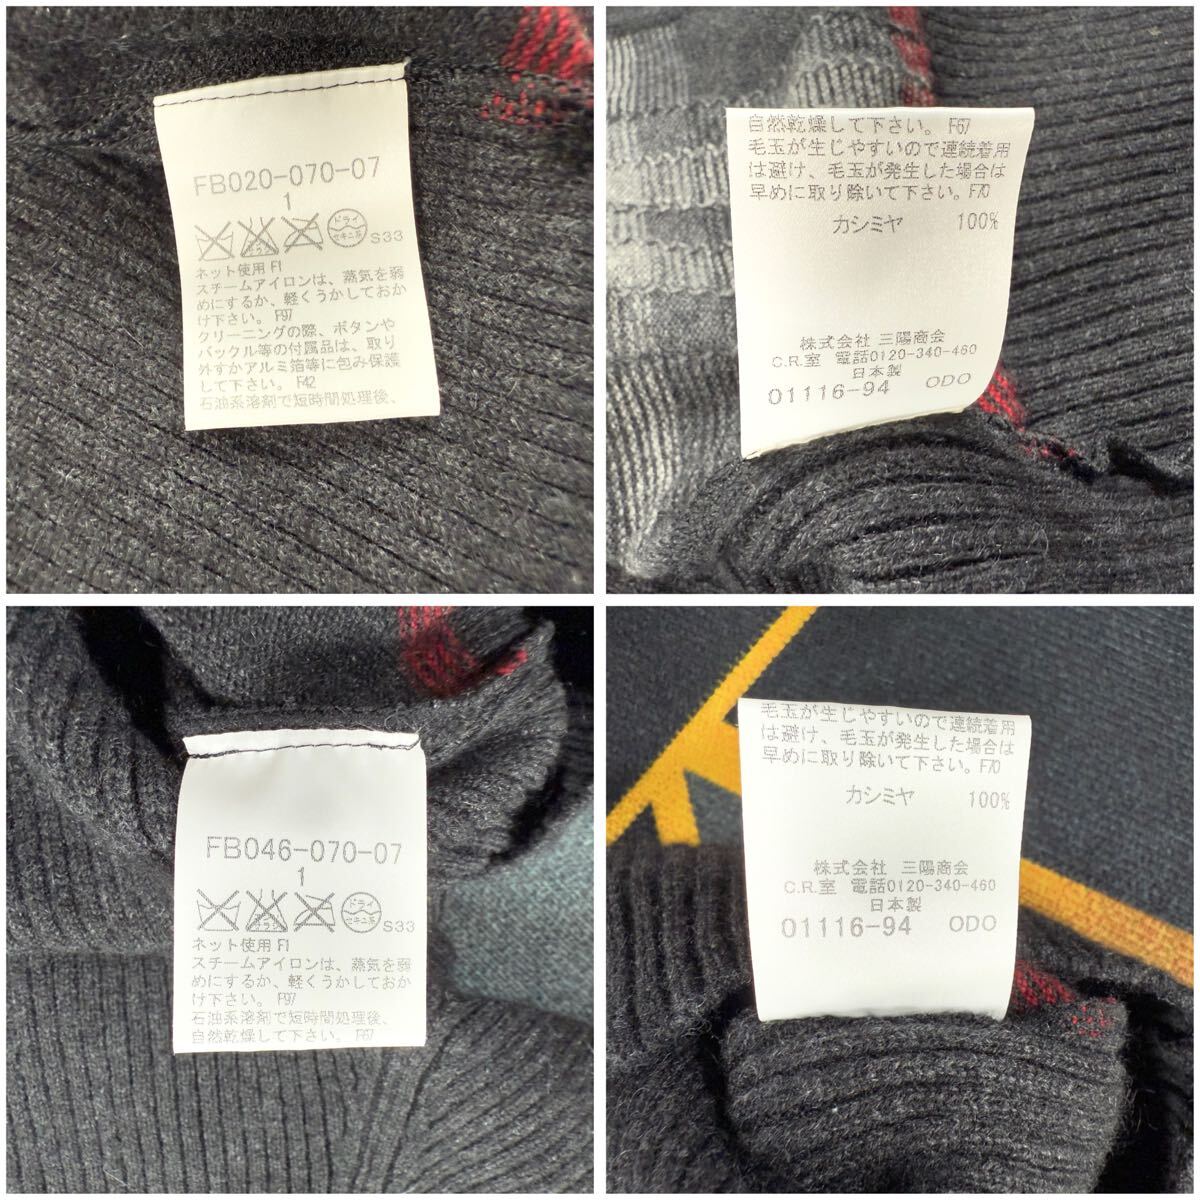 FB020-070-07
1
ドライ
セキユ系
S33
ネット使用 F1
スチームアイロンは、蒸気を弱
めにするか、軽くうかしておか
け下さい。 F97
クリーニングの際、ボタンや
バックル等の付属品は、取り
外すかアルミ箔等に包み保護
して下さい。 F42
石油系溶剤で短時間処理後、
自然乾燥して下さい。 F67
毛玉が生じやすいので連続着用
は避け、毛玉が発生した場合は
早めに取り除いて下さい。F70
カシミヤ 100%
株式会社 三陽商会
C.R.室 電話0120-340-460
日本製
01116-94 ODO
FB046-070-07
1
ドライ
セキユ系
S33
ネット使用 F1
スチームアイロンは、蒸気を弱
めにするか、軽くうかしておか
け下さい。 F97
石油系溶剤で短時間処理後、
自然乾燥して下さい。 F67
毛玉が生じやすいので連続着用
は避け、毛玉が発生した場合は
早めに取り除いて下さい。F70
カシミヤ 100%
株式会社 三陽商会
C.R.室 電話0120-340-460
日本製
01116-94 ODO